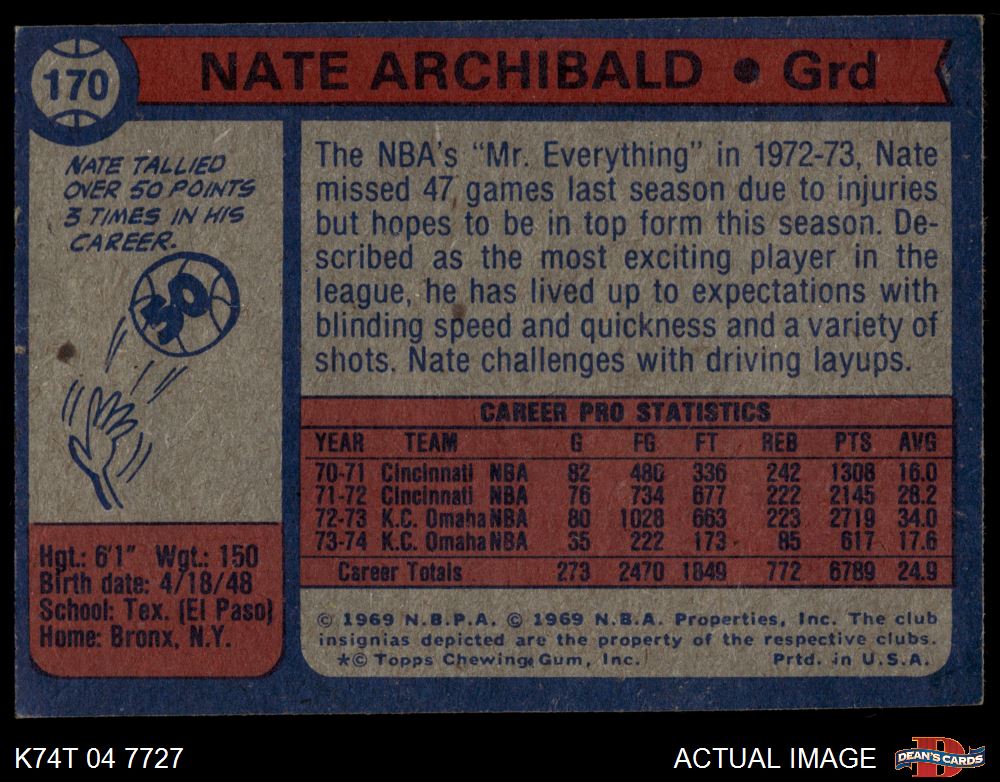 170
NATE ARCHIBALD • Grd
NATE TALLIED
OVER 50 POINTS
3 TIMES IN HIS
CAREER.
50
The NBA's "Mr. Everything" in 1972-73, Nate
missed 47 games last season due to injuries
but hopes to be in top form this season. De-
scribed as the most exciting player in the
league, he has lived up to expectations with
blinding speed and quickness and a variety of
shots. Nate challenges with driving layups.
CAREER PRO STATISTICS
YEAR TEAM G FG FT REB PTS AVG
70-71 Cincinnati NBA 82 486 336 242 1308 16.0
71-72 Cincinnati NBA 76 734 677 222 2145 28.2
72-73 K.C. Omaha NBA 80 1028 663 223 2719 34.0
73-74 K.C. Omaha NBA 35 222 173 85 617 17.6
Career Totals 273 2470 1849 772 6789 24.9
Hgt.: 6'1" Wgt.: 150
Birth date: 4/18/48
School: Tex. (El Paso)
Home: Bronx, N.Y.
© 1969 N.B.P.A. © 1969 N.B.A. Properties, Inc. The club
insignias depicted are the property of the respective clubs.
*© Topps Chewing Gum, Inc. Prtd. in U.S.A.
K74T 04 7727
ACTUAL IMAGE
D
DEAN'S CARDS